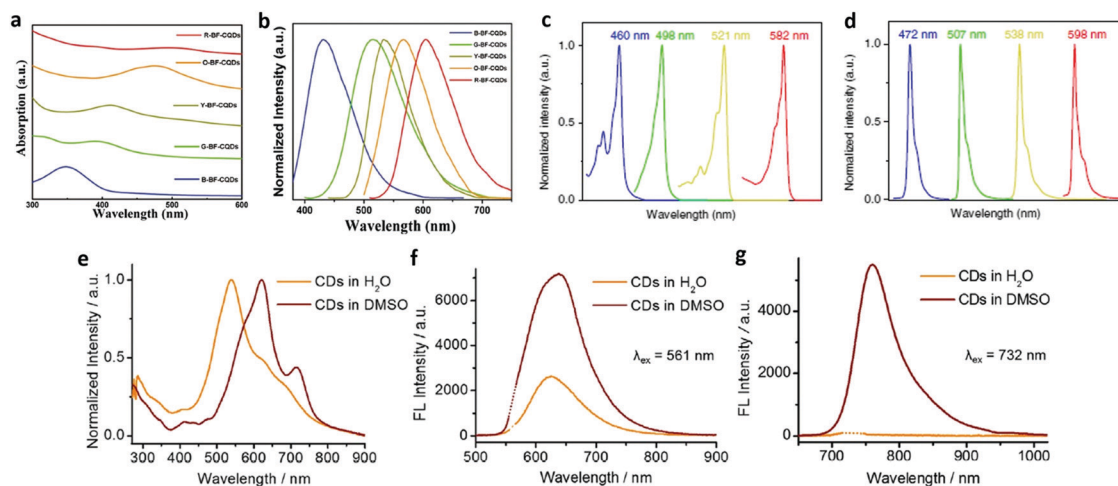 a
Absorption (a.u.)
R-BF-CQDs
O-BF-CQDs
Y-BF-CQDs
G-BF-CQDs
B-BF-CQDs
300 400 500 600
Wavelength (nm)
b
Normalized Intensity (a.u.)
B-BF-CQDs
G-BF-CQDs
Y-BF-CQDs
O-BF-CQDs
R-BF-CQDs
400 500 600 700
Wavelength (nm)
c
Normalized intensity (a.u.)
460 nm 498 nm 521 nm 582 nm
1.0
0.5
0.0
Wavelength (nm)
d
Normalized intensity (a.u.)
472 nm 507 nm 538 nm 598 nm
1.0
0.5
0.0
Wavelength (nm)
e
Normalized Intensity / a.u.
CDs in H2O
CDs in DMSO
1.0
0.5
0.0
300 400 500 600 700 800 900
Wavelength / nm
f
FL Intensity / a.u.
CDs in H2O
CDs in DMSO
λex = 561 nm
6000
4000
2000
0
500 600 700 800 900
Wavelength / nm
g
FL Intensity / a.u.
CDs in H2O
CDs in DMSO
λex = 732 nm
4000
2000
0
700 800 900 1000
Wavelength / nm